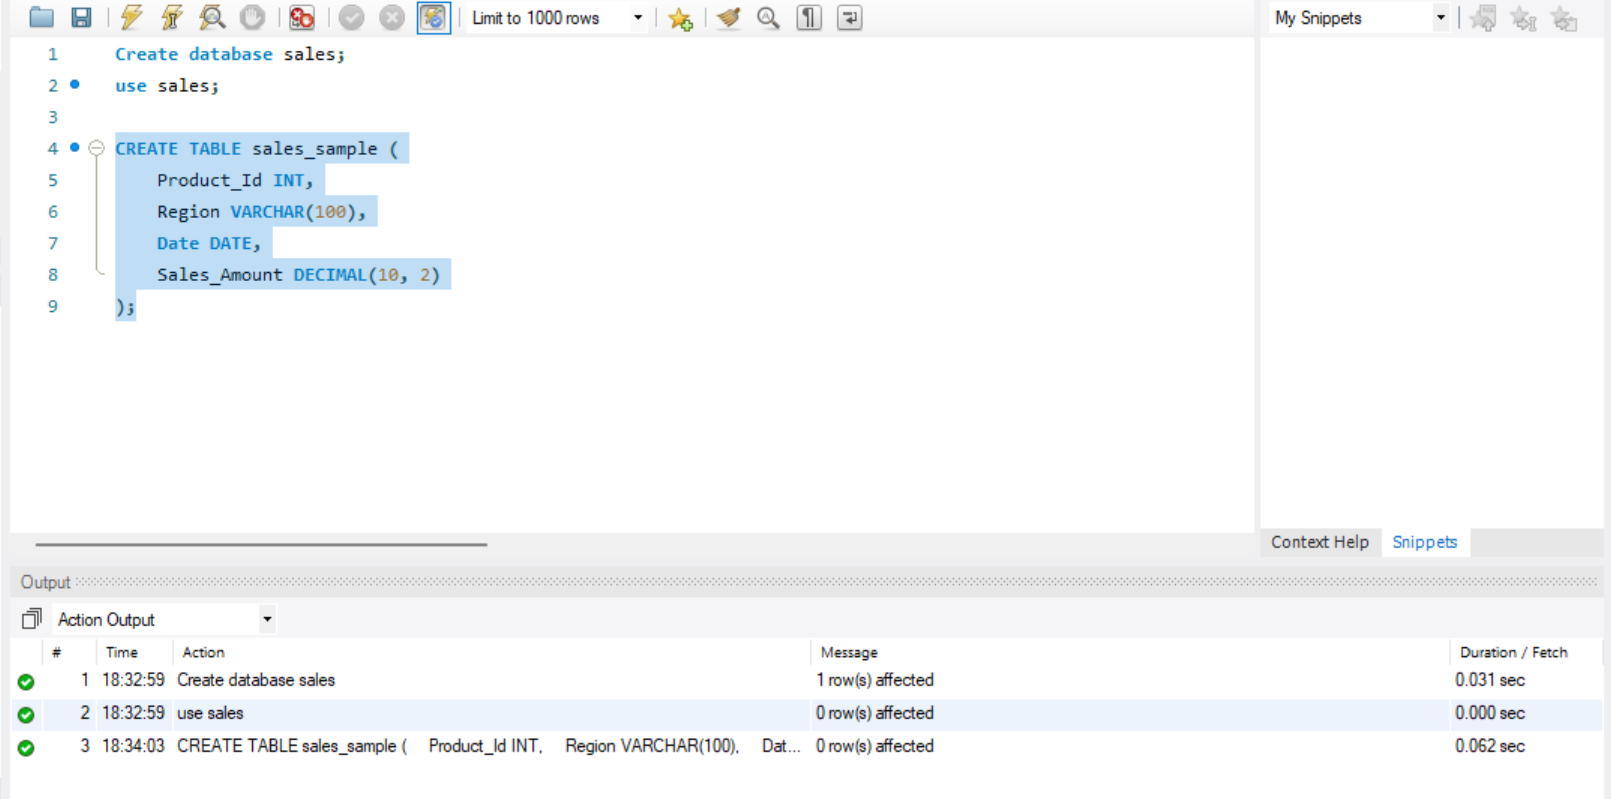 Limit to 1000 rows
My Snippets
1 Create database sales;
2 use sales;
3
4 CREATE TABLE sales_sample (
5 Product_Id INT,
6 Region VARCHAR(100),
7 Date DATE,
8 Sales_Amount DECIMAL(10, 2)
9 );
Context Help Snippets
Output
Action Output
# Time Action Message Duration / Fetch
1 18:32:59 Create database sales 1 row(s) affected 0.031 sec
2 18:32:59 use sales 0 row(s) affected 0.000 sec
3 18:34:03 CREATE TABLE sales_sample ( Product_Id INT, Region VARCHAR(100), Dat... 0 row(s) affected 0.062 sec